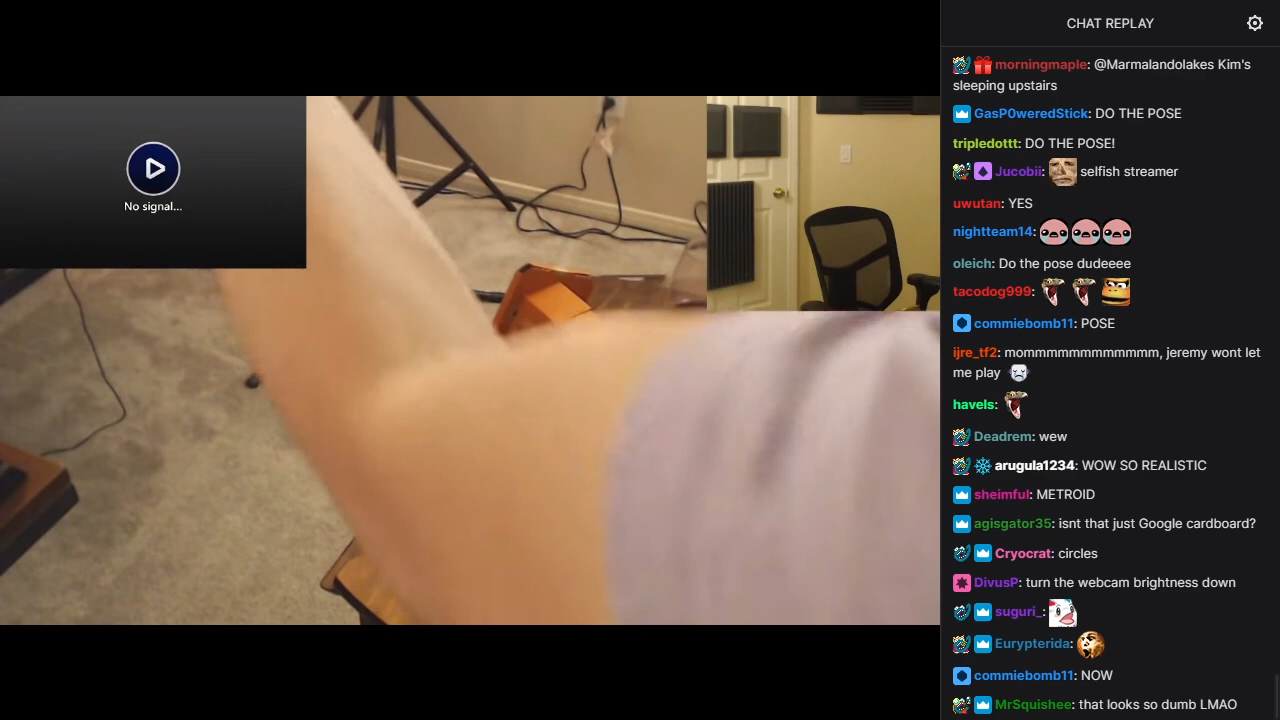 CHAT REPLAY
No signal...
morningmaple: @Marmalandolakes Kim's
sleeping upstairs
GasP0weredStick: DO THE POSE
tripledottt: DO THE POSE!
Jucobii: selfish streamer
uwutan: YES
nightteam14:
oleich: Do the pose dudeeee
tacodog999:
commiebomb11: POSE
ijre_tf2: mommmmmmmmmmmm, jeremy wont let
me play
havels:
Deadrem: wew
arugula1234: WOW SO REALISTIC
sheimful: METROID
agisgator35: isnt that just Google cardboard?
Cryocrat: circles
DivusP: turn the webcam brightness down
suguri_:
Eurypterida:
commiebomb11: NOW
MrSquishee: that looks so dumb LMAO